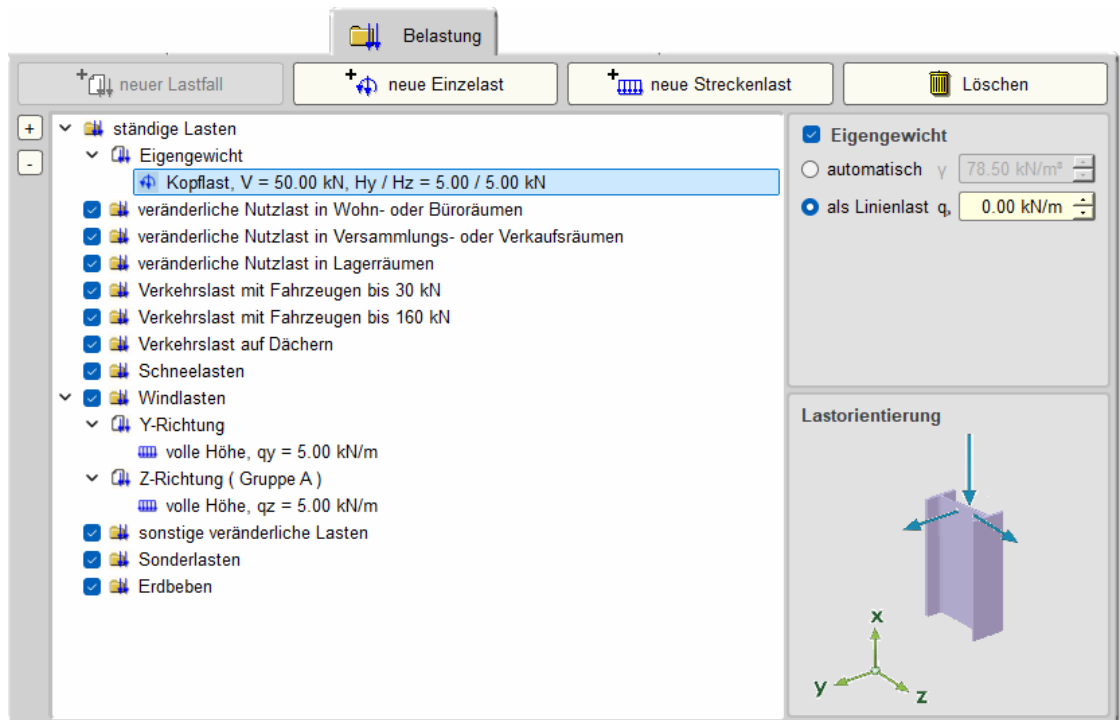 Belastung
neuer Lastfall
neue Einzelast
neue Streckenlast
Löschen
+
-
ständige Lasten
Eigengewicht
Kopflast, V = 50.00 kN, Hy / Hz = 5.00 / 5.00 kN
veränderliche Nutzlast in Wohn- oder Büroräumen
veränderliche Nutzlast in Versammlungs- oder Verkaufsräumen
veränderliche Nutzlast in Lagerräumen
Verkehrslast mit Fahrzeugen bis 30 kN
Verkehrslast mit Fahrzeugen bis 160 kN
Verkehrslast auf Dächern
Schneelasten
Windlasten
Y-Richtung
volle Höhe, qy = 5.00 kN/m
Z-Richtung ( Gruppe A )
volle Höhe, qz = 5.00 kN/m
sonstige veränderliche Lasten
Sonderlasten
Erdbeben
Eigengewicht
automatisch γ 78.50 kN/m³
als Linienlast q 0.00 kN/m
Lastorientierung
x
y
z